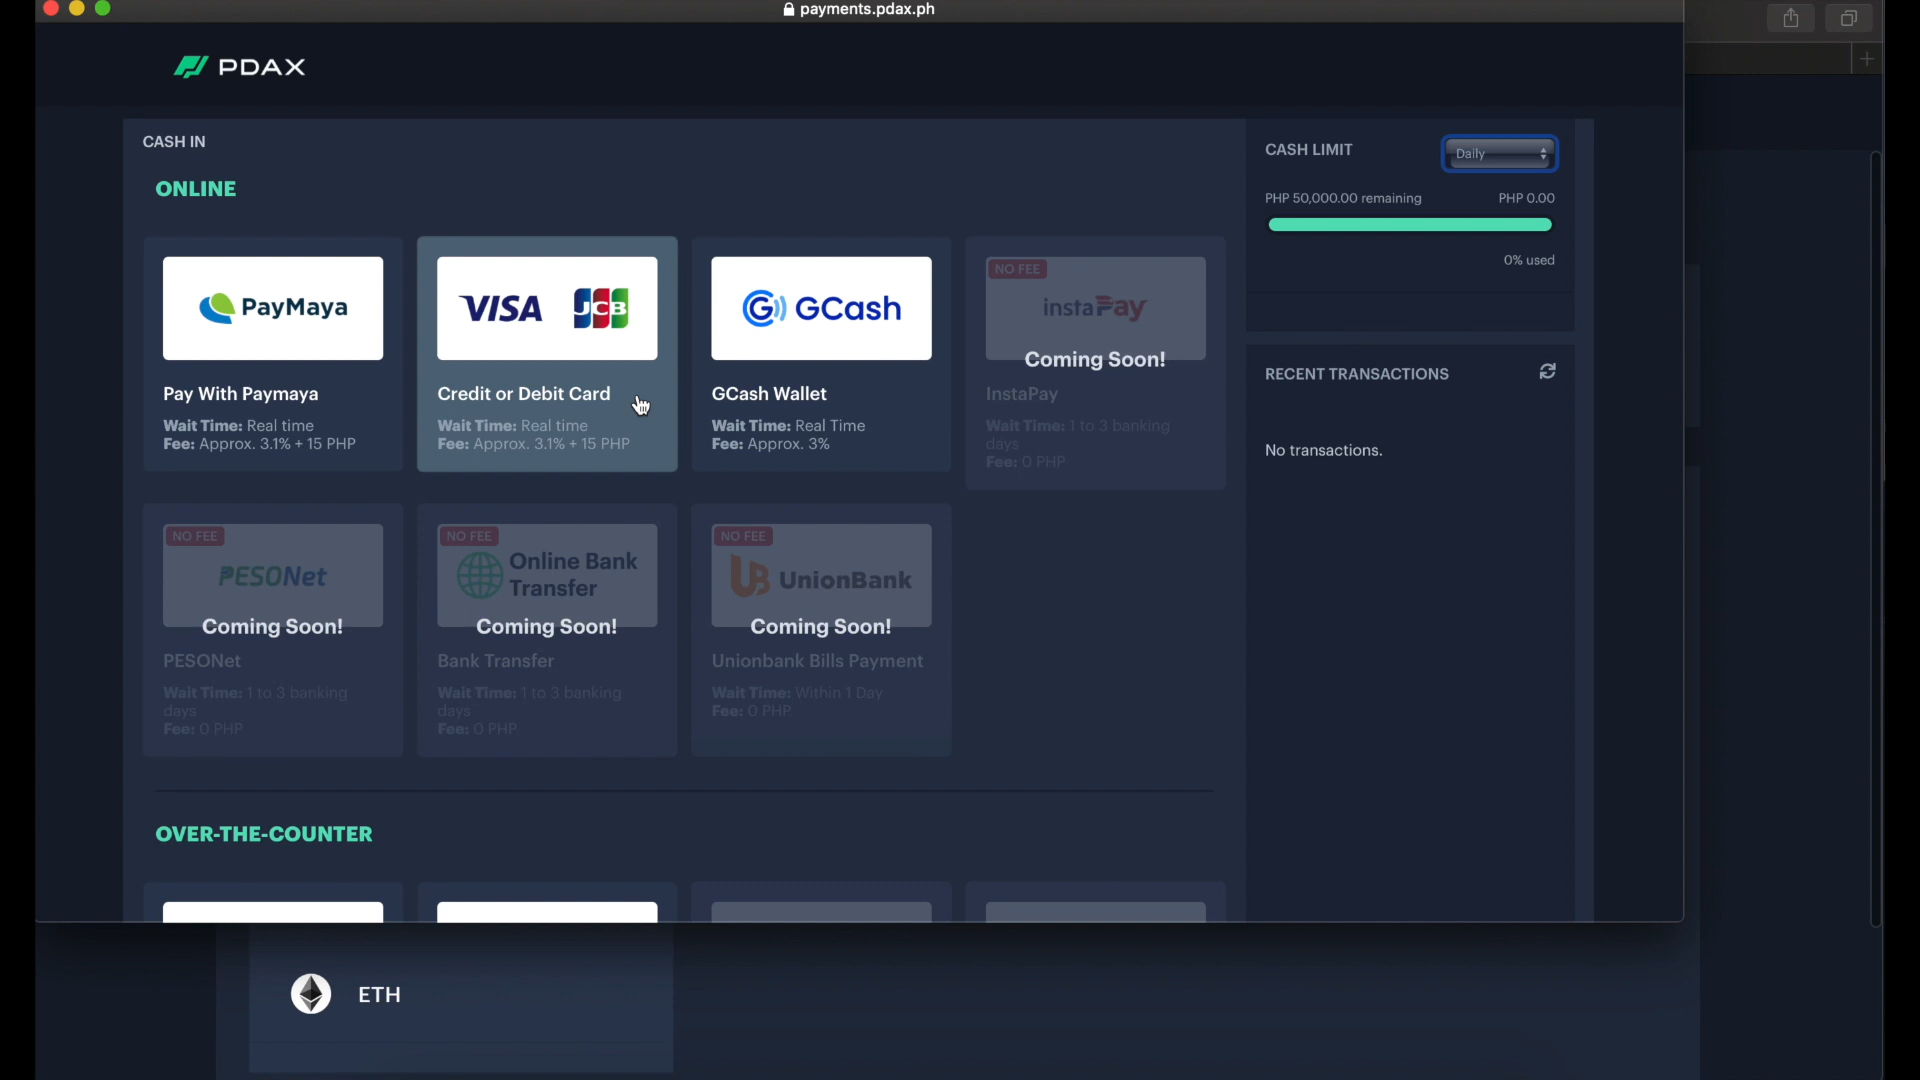 payments.pdax.ph
PDAX
CASH IN
ONLINE
PayMaya
Pay With Paymaya
Wait Time: Real time
Fee: Approx. 3.1% + 15 PHP
VISA JCB
Credit or Debit Card
Wait Time: Real time
Fee: Approx. 3.1% + 15 PHP
GCash
GCash Wallet
Wait Time: Real Time
Fee: Approx. 3%
NO FEE
instaPay
Coming Soon!
InstaPay
Wait Time: 1 to 3 banking
days
Fee: 0 PHP
NO FEE
PESONet
Coming Soon!
PESONet
Wait Time: 1 to 3 banking
days
Fee: 0 PHP
NO FEE
Online Bank
Transfer
Coming Soon!
Bank Transfer
Wait Time: 1 to 3 banking
days
Fee: 0 PHP
NO FEE
UB UnionBank
Coming Soon!
Unionbank Bills Payment
Wait Time: Within 1 Day
Fee: 0 PHP
OVER-THE-COUNTER
CASH LIMIT
Daily
PHP 50,000.00 remaining PHP 0.00
0% used
RECENT TRANSACTIONS
No transactions.
ETH